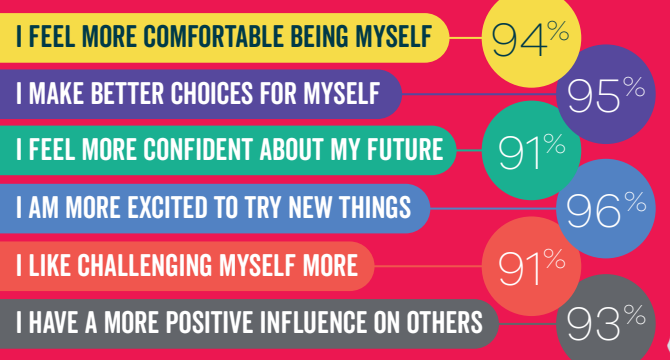 I FEEL MORE COMFORTABLE BEING MYSELF 94%
I MAKE BETTER CHOICES FOR MYSELF 95%
I FEEL MORE CONFIDENT ABOUT MY FUTURE 91%
I AM MORE EXCITED TO TRY NEW THINGS 96%
I LIKE CHALLENGING MYSELF MORE 91%
I HAVE A MORE POSITIVE INFLUENCE ON OTHERS 93%